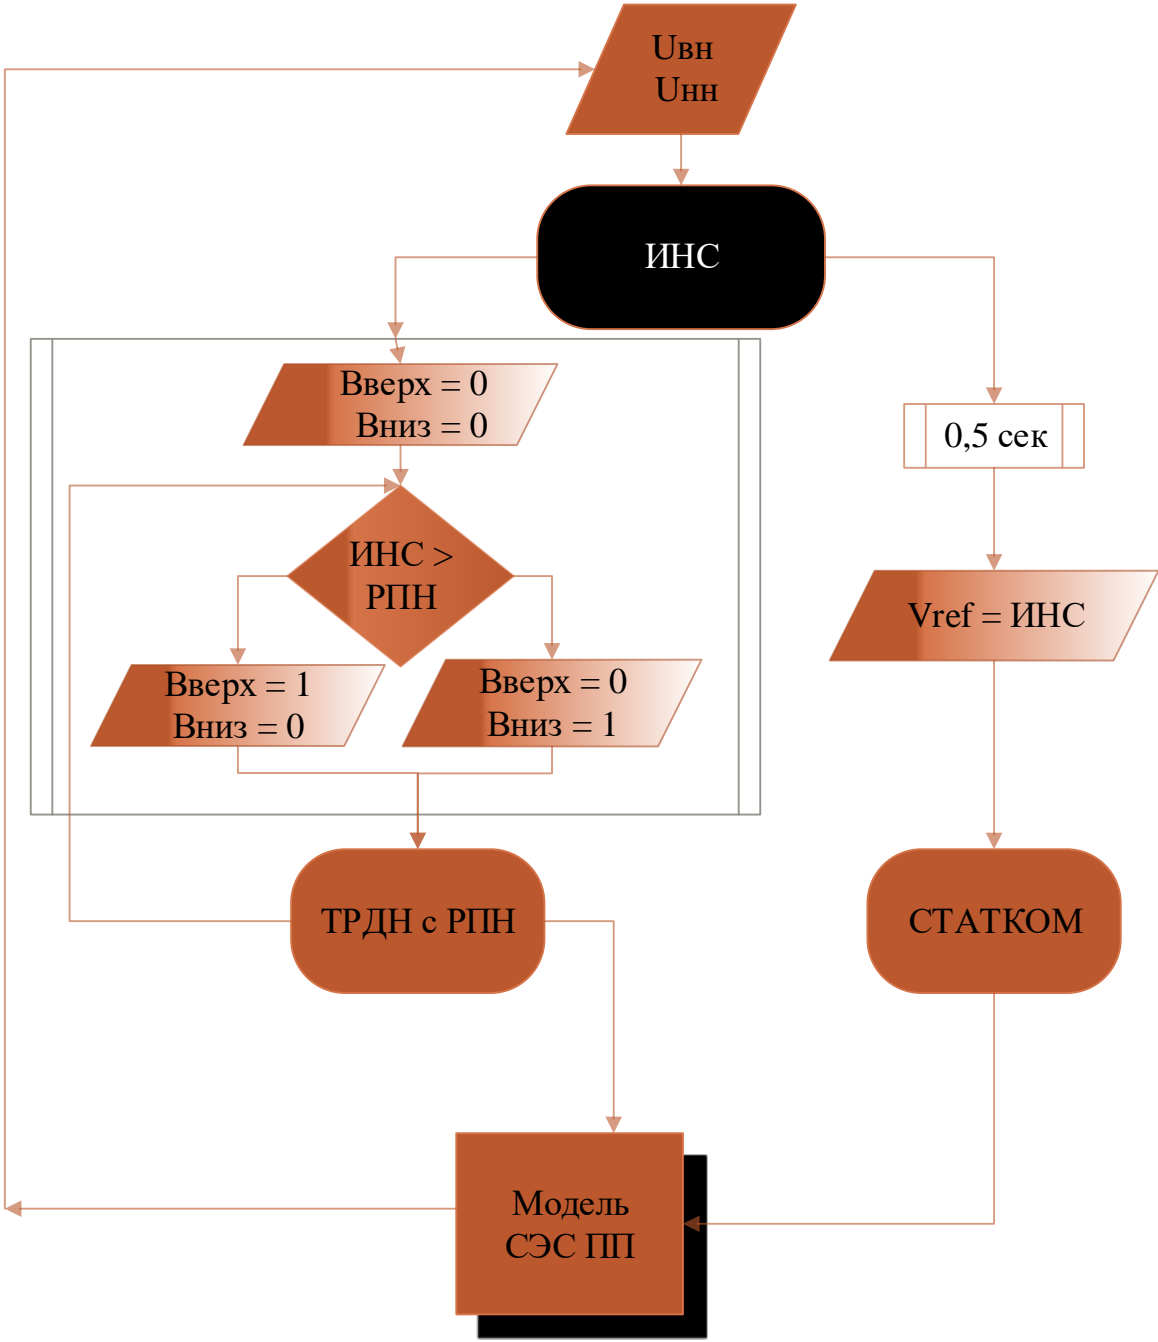 Uвн
Uнн
ИНС
Вверх = 0
Вниз = 0
0,5 сек
ИНС >
РПН
Vref = ИНС
Вверх = 1
Вниз = 0
Вверх = 0
Вниз = 1
ТРДН с РПН
СТАТКОМ
Модель
СЭС ПП